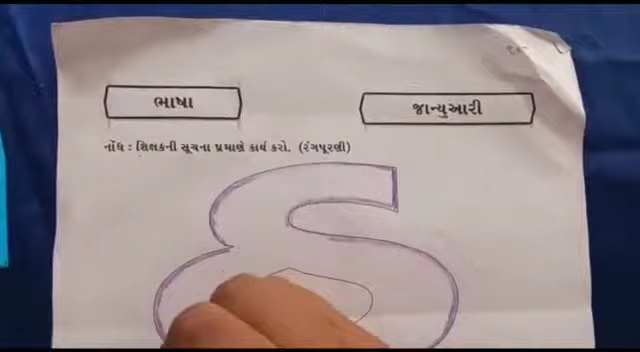 ભાષા
જાન્યુઆરી
નોંધ : શિક્ષકની સૂચના પ્રમાણે કાર્ય કરો. (રંગપૂરણી)